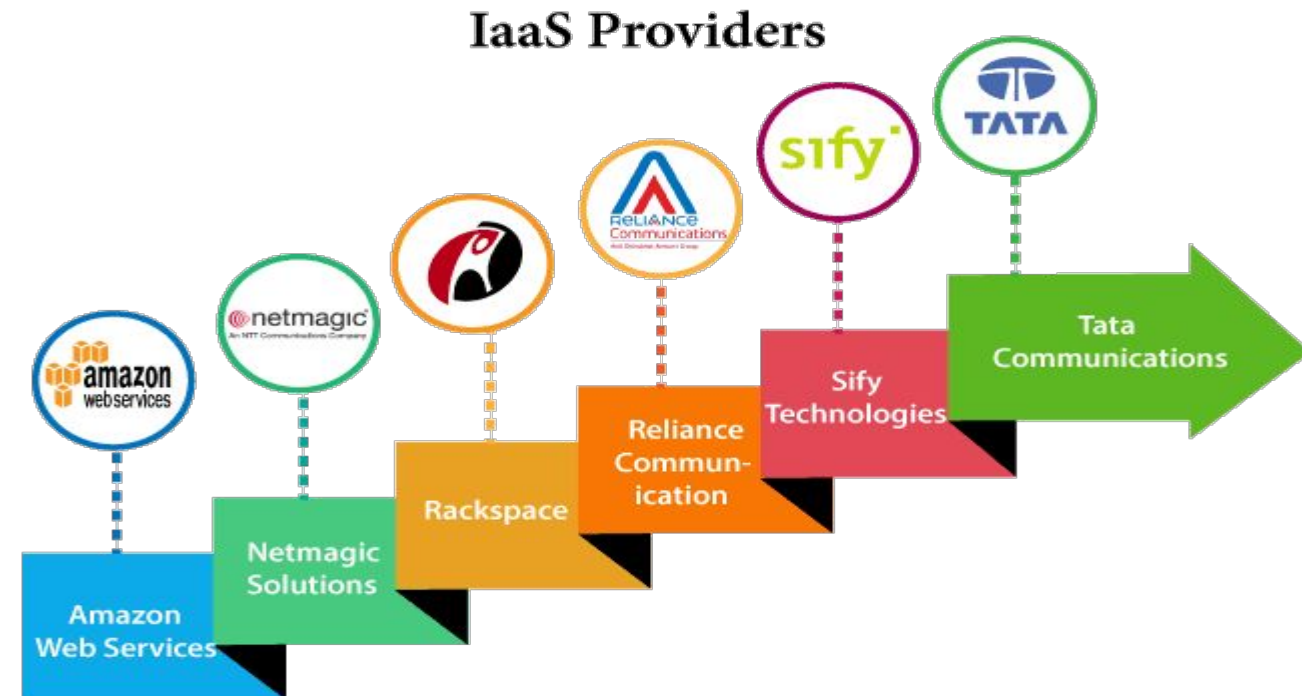 IaaS Providers
TATA
sify
RELIANCE
Communications
netmagic
An NTT Communications Company
amazon
webservices
Tata
Communications
Sify
Technologies
Reliance
Commun-
ication
Rackspace
Netmagic
Solutions
Amazon
Web Services